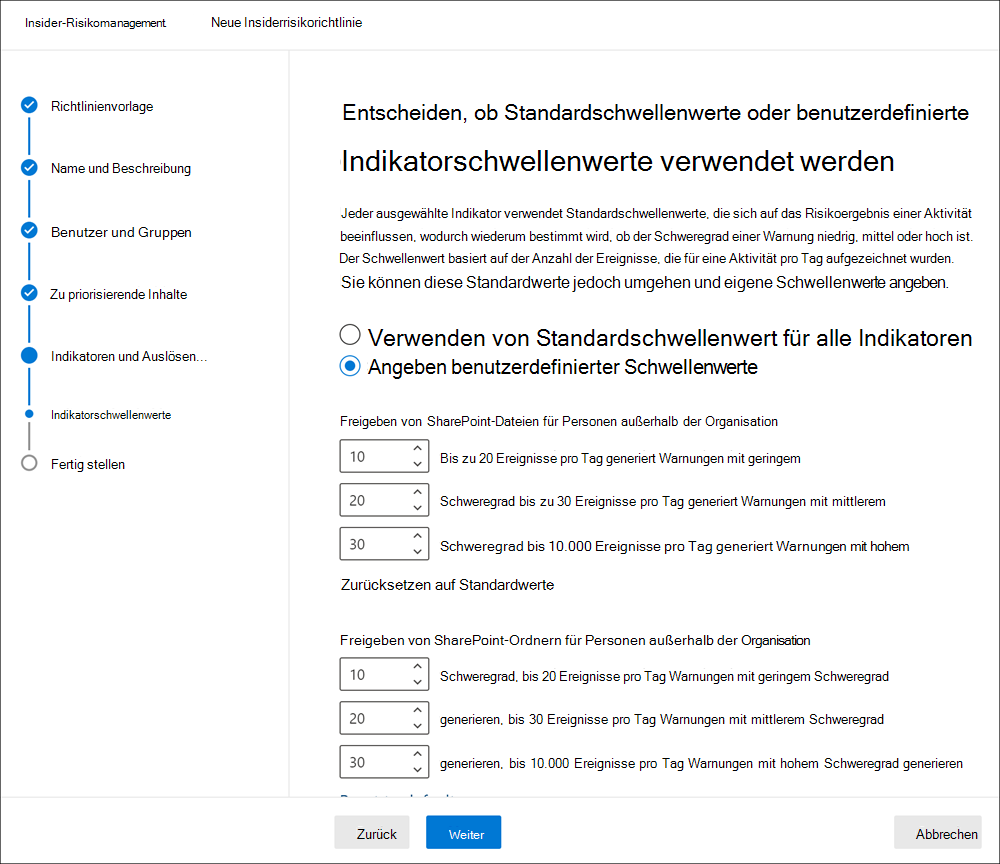 Insider-Risikomanagement
Neue Insiderrisikorichtlinie
Richtlinienvorlage
Name und Beschreibung
Benutzer und Gruppen
Zu priorisierende Inhalte
Indikatoren und Auslösen...
Indikatorschwellenwerte
Fertig stellen
Entscheiden, ob Standardschwellenwerte oder benutzerdefinierte
Indikatorschwellenwerte verwendet werden
Jeder ausgewählte Indikator verwendet Standardschwellenwerte, die sich auf das Risikoergebnis einer Aktivität
beeinflussen, wodurch wiederum bestimmt wird, ob der Schweregrad einer Warnung niedrig, mittel oder hoch ist.
Der Schwellenwert basiert auf der Anzahl der Ereignisse, die für eine Aktivität pro Tag aufgezeichnet wurden.
Sie können diese Standardwerte jedoch umgehen und eigene Schwellenwerte angeben.
Verwenden von Standardschwellenwert für alle Indikatoren
Angeben benutzerdefinierter Schwellenwerte
Freigeben von SharePoint-Dateien für Personen außerhalb der Organisation
10 Bis zu 20 Ereignisse pro Tag generiert Warnungen mit geringem
20 Schweregrad bis zu 30 Ereignisse pro Tag generiert Warnungen mit mittlerem
30 Schweregrad bis 10.000 Ereignisse pro Tag generiert Warnungen mit hohem
Zurücksetzen auf Standardwerte
Freigeben von SharePoint-Ordnern für Personen außerhalb der Organisation
10 Schweregrad, bis 20 Ereignisse pro Tag Warnungen mit geringem Schweregrad
20 generieren, bis 30 Ereignisse pro Tag Warnungen mit mittlerem Schweregrad
30 generieren, bis 10.000 Ereignisse pro Tag Warnungen mit hohem Schweregrad generieren
Zurück
Weiter
Abbrechen